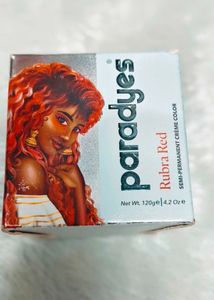 paradyes®
Rubra Red
SEMI-PERMANENT CRÈME COLOR
Net Wt. 120g℮|4.2 Oz℮